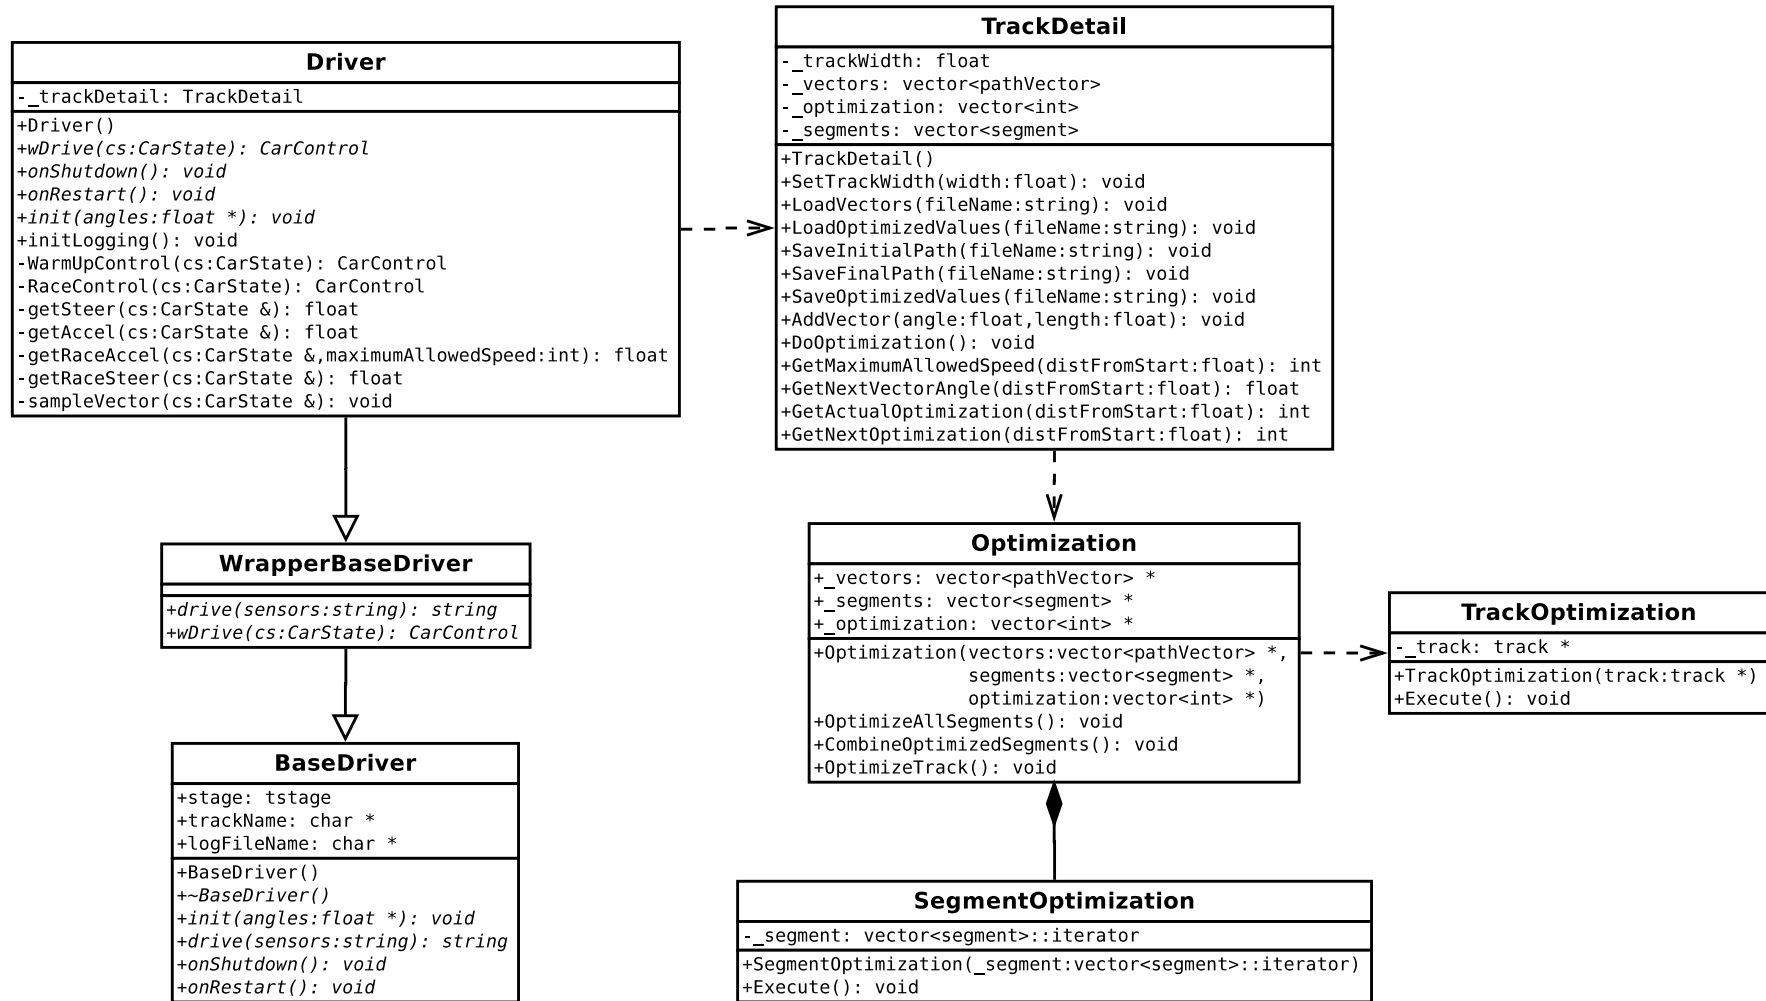 Driver
-_trackDetail: TrackDetail
+Driver()
+wDrive(cs:CarState): CarControl
+onShutdown(): void
+onRestart(): void
+init(angles:float *): void
+initLogging(): void
-WarmUpControl(cs:CarState): CarControl
-RaceControl(cs:CarState): CarControl
-getSteer(cs:CarState &): float
-getAccel(cs:CarState &): float
-getRaceAccel(cs:CarState &,maximumAllowedSpeed:int): float
-getRaceSteer(cs:CarState &): float
-sampleVector(cs:CarState &): void
TrackDetail
-_trackWidth: float
-_vectors: vector<pathVector>
-_optimization: vector<int>
-_segments: vector<segment>
+TrackDetail()
+SetTrackWidth(width:float): void
+LoadVectors(fileName:string): void
+LoadOptimizedValues(fileName:string): void
+SaveInitialPath(fileName:string): void
+SaveFinalPath(fileName:string): void
+SaveOptimizedValues(fileName:string): void
+AddVector(angle:float,length:float): void
+DoOptimization(): void
+GetMaximumAllowedSpeed(distFromStart:float): int
+GetNextVectorAngle(distFromStart:float): float
+GetActualOptimization(distFromStart:float): int
+GetNextOptimization(distFromStart:float): int
WrapperBaseDriver
+drive(sensors:string): string
+wDrive(cs:CarState): CarControl
Optimization
+_vectors: vector<pathVector> *
+_segments: vector<segment> *
+_optimization: vector<int> *
+Optimization(vectors:vector<pathVector> *,
segments:vector<segment> *,
optimization:vector<int> *)
+OptimizeAllSegments(): void
+CombineOptimizedSegments(): void
+OptimizeTrack(): void
TrackOptimization
-_track: track *
+TrackOptimization(track:track *)
+Execute(): void
BaseDriver
+stage: tstage
+trackName: char *
+logFileName: char *
+BaseDriver()
+~BaseDriver()
+init(angles:float *): void
+drive(sensors:string): string
+onShutdown(): void
+onRestart(): void
SegmentOptimization
-_segment: vector<segment>::iterator
+SegmentOptimization(_segment:vector<segment>::iterator)
+Execute(): void